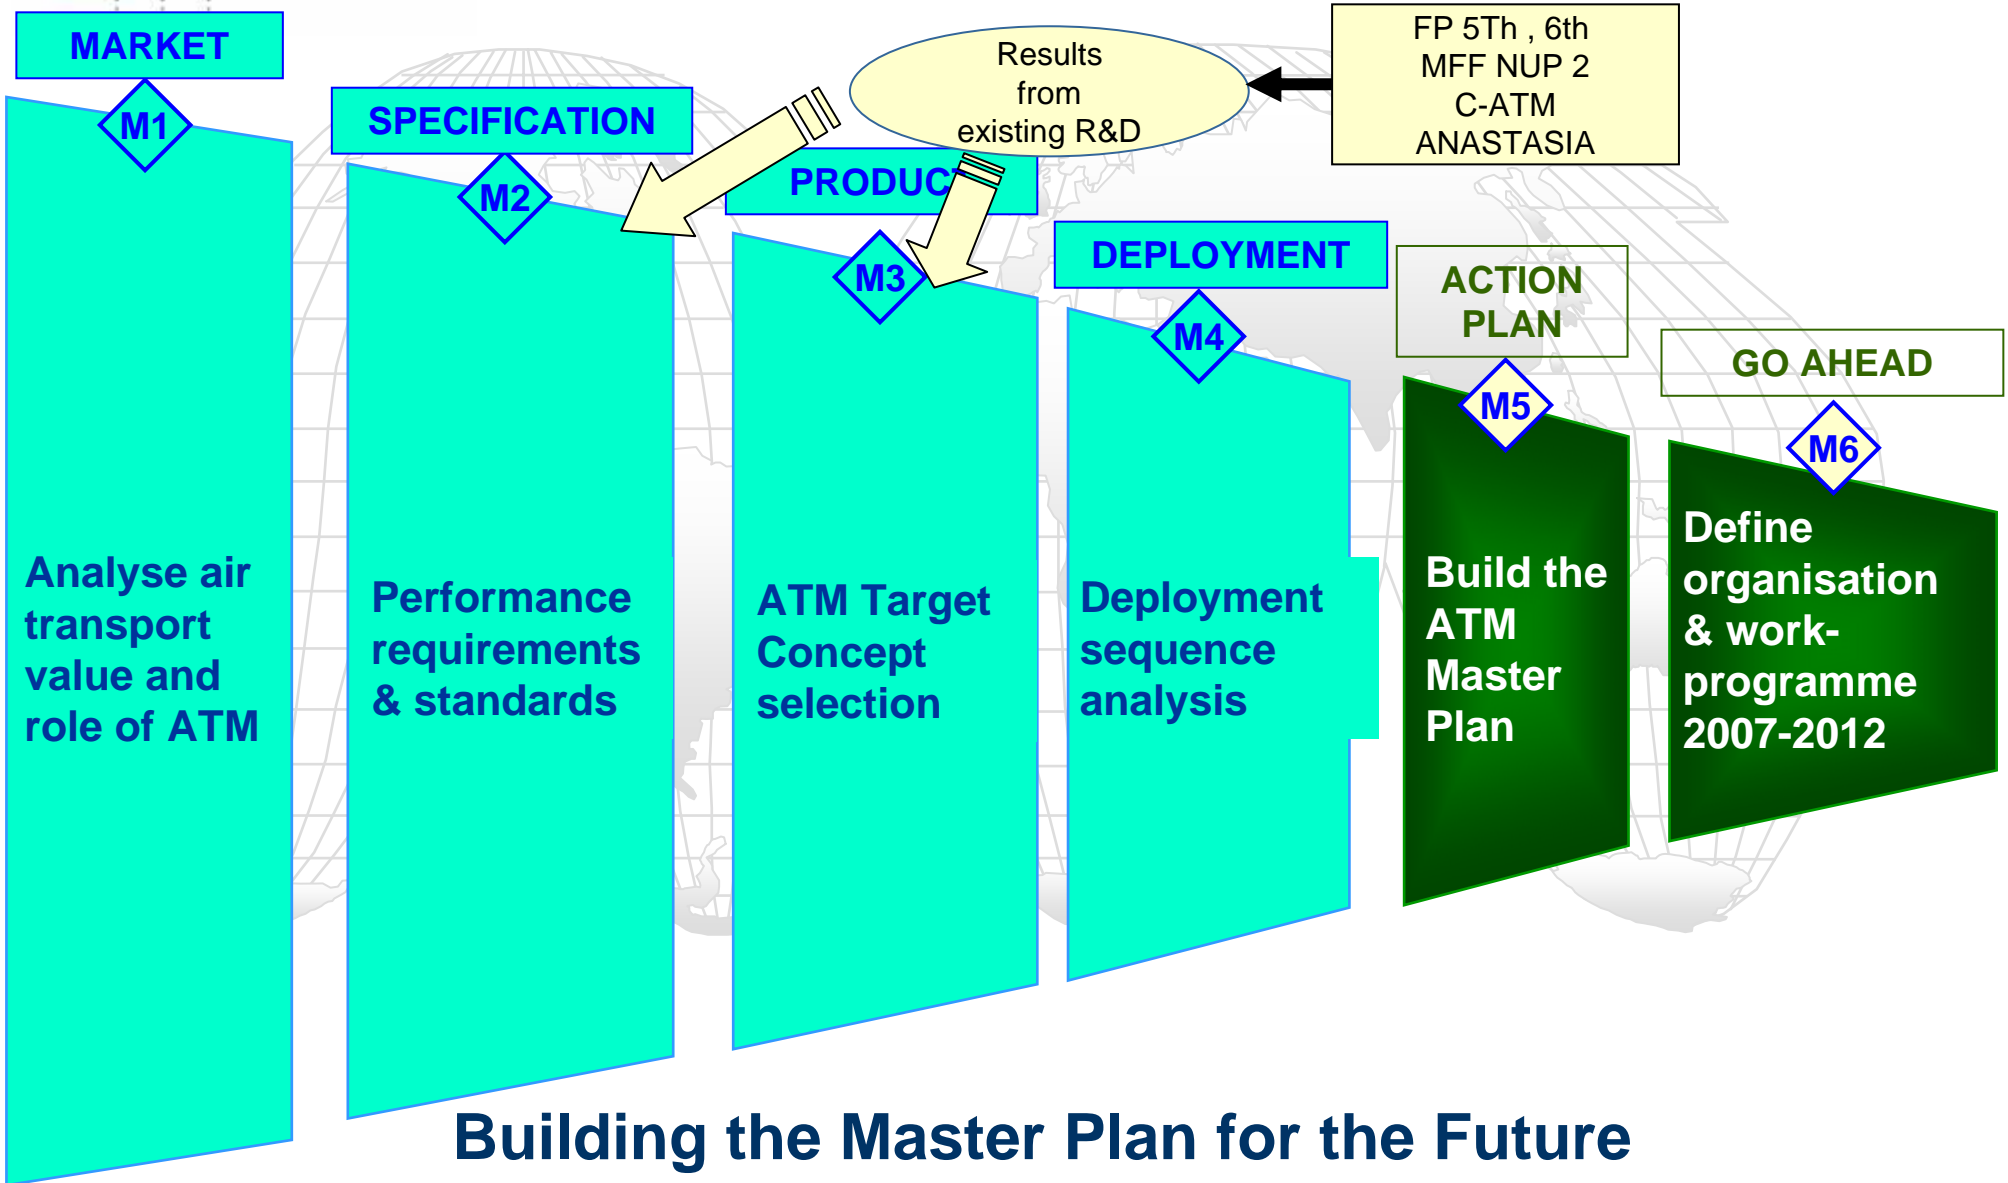 MARKET
M1
Analyse air
transport
value and
role of ATM
SPECIFICATION
M2
Performance
requirements
& standards
Results
from
existing R&D
FP 5Th , 6th
MFF NUP 2
C-ATM
ANASTASIA
PRODUCT
M3
ATM Target
Concept
selection
DEPLOYMENT
M4
Deployment
sequence
analysis
ACTION
PLAN
M5
Build the
ATM
Master
Plan
GO AHEAD
M6
Define
organisation
& work-
programme
2007-2012
Building the Master Plan for the Future